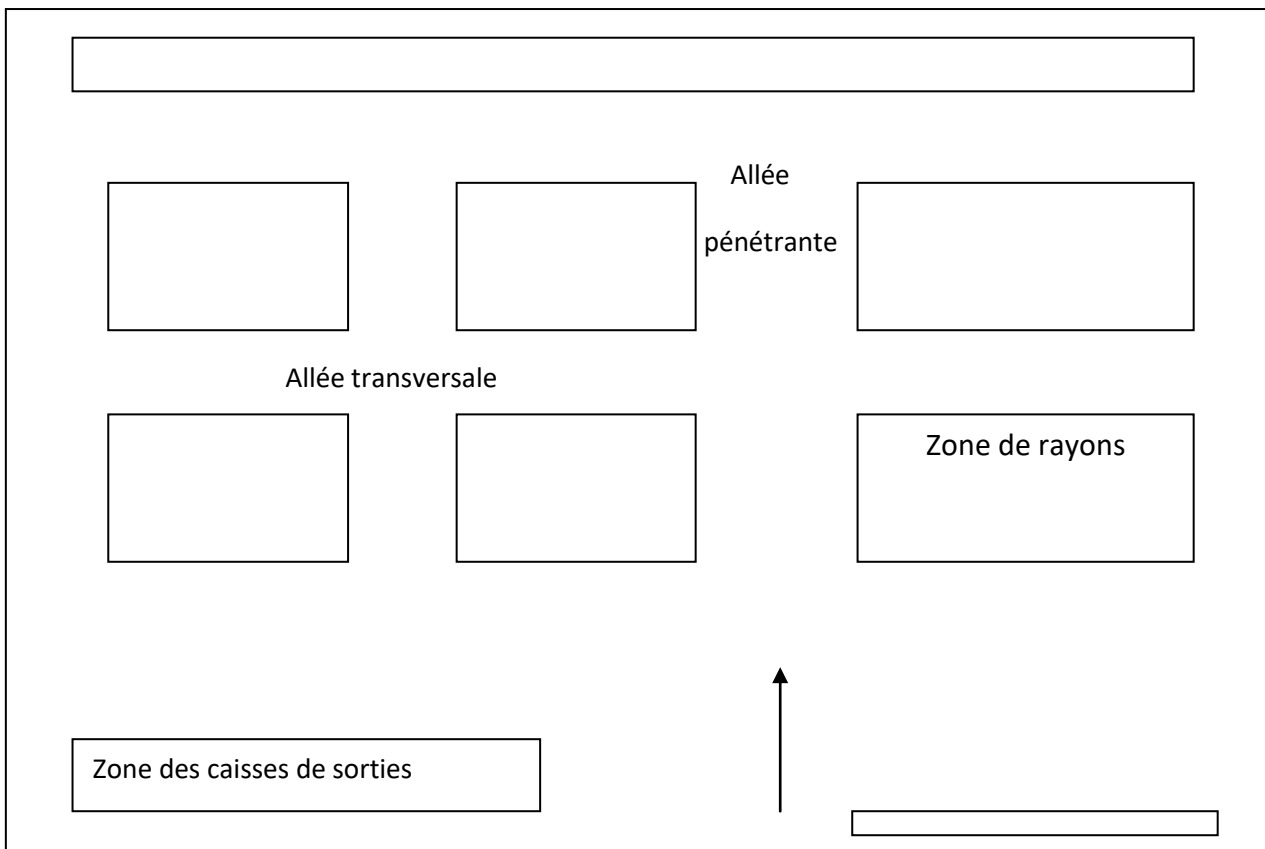 Allée
pénétrante
Allée transversale
Zone de rayons
Zone des caisses de sorties